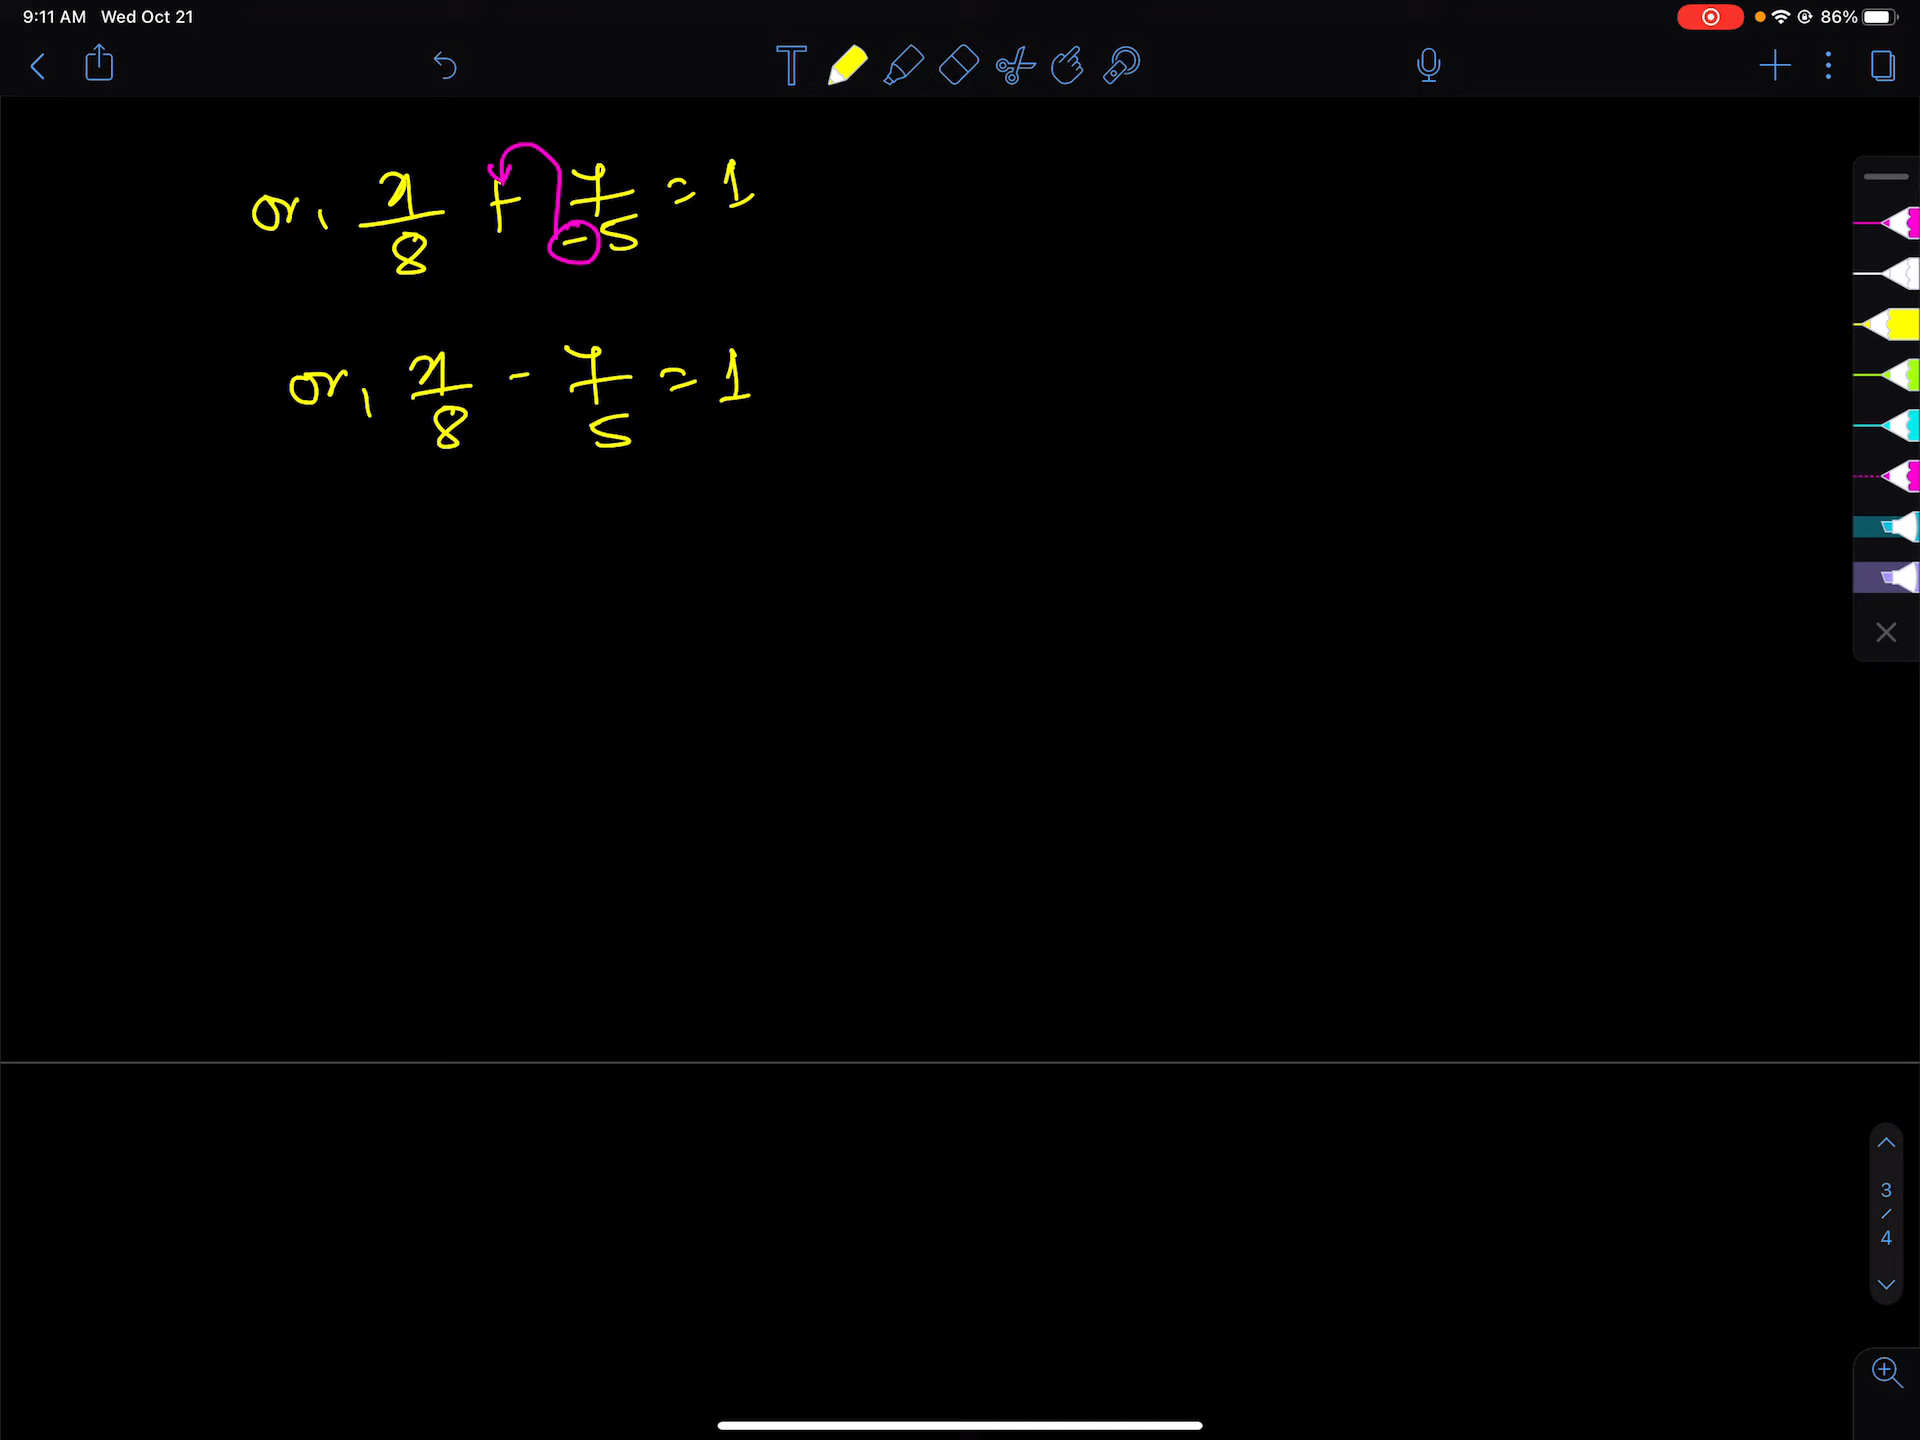 9:11 AM Wed Oct 21
86%
T
or, x/8 + y/-5 = 1
or, x/8 - y/5 = 1
3
/
4